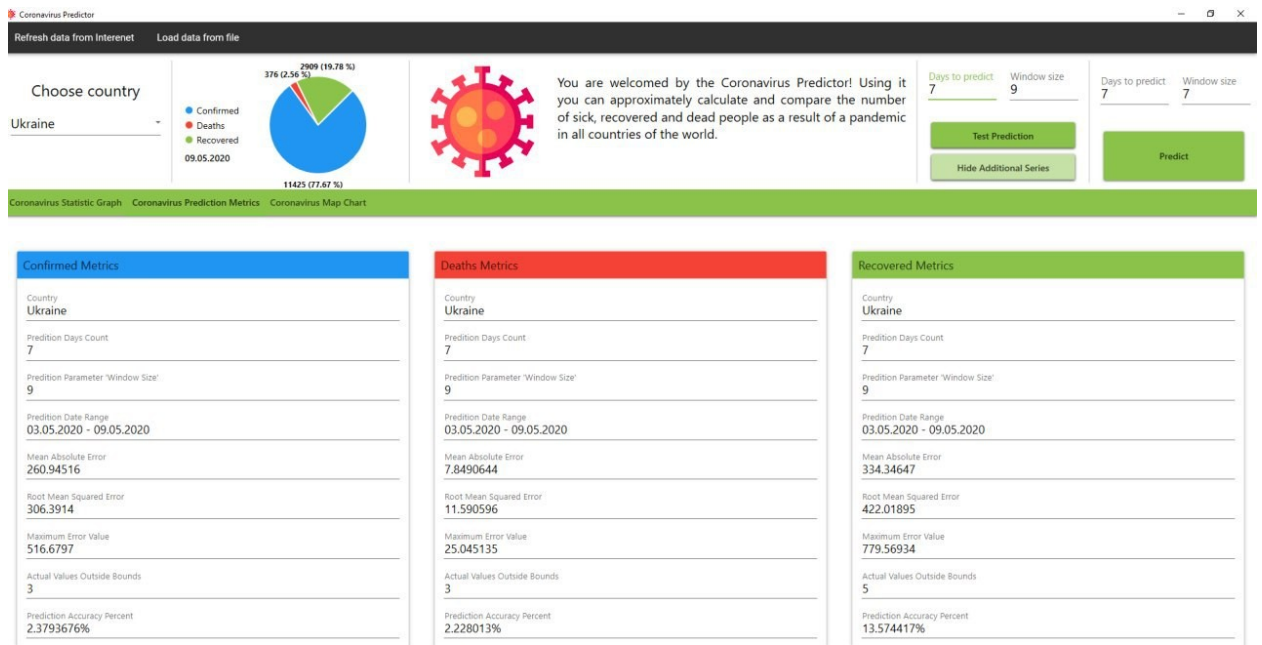 Coronavirus Predictor
Refresh data from Interenet Load data from file
Choose country
Ukraine
2909 (19.78 %)
376 (2.56 %)
Confirmed
Deaths
Recovered
09.05.2020
11425 (77.67 %)
You are welcomed by the Coronavirus Predictor! Using it
you can approximately calculate and compare the number
of sick, recovered and dead people as a result of a pandemic
in all countries of the world.
Days to predict Window size
7 9
Test Prediction
Hide Additional Series
Days to predict Window size
7 7
Predict
Coronavirus Statistic Graph Coronavirus Prediction Metrics Coronavirus Map Chart
Confirmed Metrics
Country
Ukraine
Predition Days Count
7
Predition Parameter 'Window Size'
9
Predition Date Range
03.05.2020 - 09.05.2020
Mean Absolute Error
260.94516
Root Mean Squared Error
306.3914
Maximum Error Value
516.6797
Actual Values Outside Bounds
3
Prediction Accuracy Percent
2.3793676%
Deaths Metrics
Country
Ukraine
Predition Days Count
7
Predition Parameter 'Window Size'
9
Predition Date Range
03.05.2020 - 09.05.2020
Mean Absolute Error
7.8490644
Root Mean Squared Error
11.590596
Maximum Error Value
25.045135
Actual Values Outside Bounds
3
Prediction Accuracy Percent
2.228013%
Recovered Metrics
Country
Ukraine
Predition Days Count
7
Predition Parameter 'Window Size'
9
Predition Date Range
03.05.2020 - 09.05.2020
Mean Absolute Error
334.34647
Root Mean Squared Error
422.01895
Maximum Error Value
779.56934
Actual Values Outside Bounds
5
Prediction Accuracy Percent
13.574417%